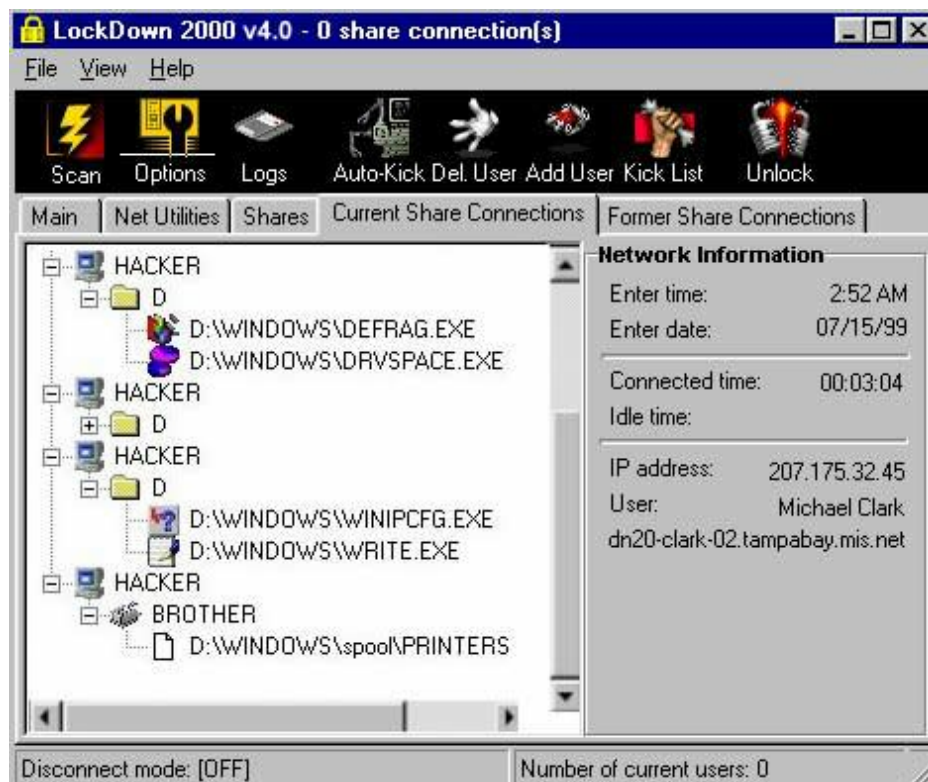 LockDown 2000 v4.0 - 0 share connection(s)
File View Help
Scan Options Logs Auto-Kick Del. User Add User Kick List Unlock
Main Net Utilities Shares Current Share Connections Former Share Connections
HACKER
D
D:\WINDOWS\DEFRAG.EXE
D:\WINDOWS\DRVSPACE.EXE
HACKER
D
HACKER
D
D:\WINDOWS\WINIPCFG.EXE
D:\WINDOWS\WRITE.EXE
HACKER
BROTHER
D:\WINDOWS\spool\PRINTERS
Network Information
Enter time: 2:52 AM
Enter date: 07/15/99
Connected time: 00:03:04
Idle time:
IP address: 207.175.32.45
User: Michael Clark
dn20-clark-02.tampabay.mis.net
Disconnect mode: [OFF] Number of current users: 0